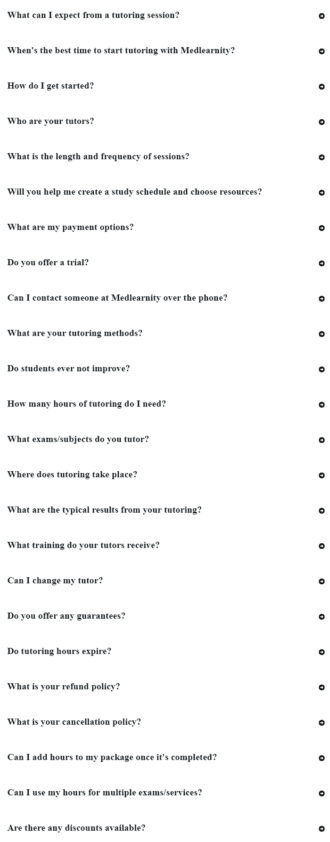 What can I expect from a tutoring session?
When's the best time to start tutoring with Medlearnity?
How do I get started?
Who are your tutors?
What is the length and frequency of sessions?
Will you help me create a study schedule and choose resources?
What are my payment options?
Do you offer a trial?
Can I contact someone at Medlearnity over the phone?
What are your tutoring methods?
Do students ever not improve?
How many hours of tutoring do I need?
What exams/subjects do you tutor?
Where does tutoring take place?
What are the typical results from your tutoring?
What training do your tutors receive?
Can I change my tutor?
Do you offer any guarantees?
Do tutoring hours expire?
What is your refund policy?
What is your cancellation policy?
Can I add hours to my package once it's completed?
Can I use my hours for multiple exams/services?
Are there any discounts available?